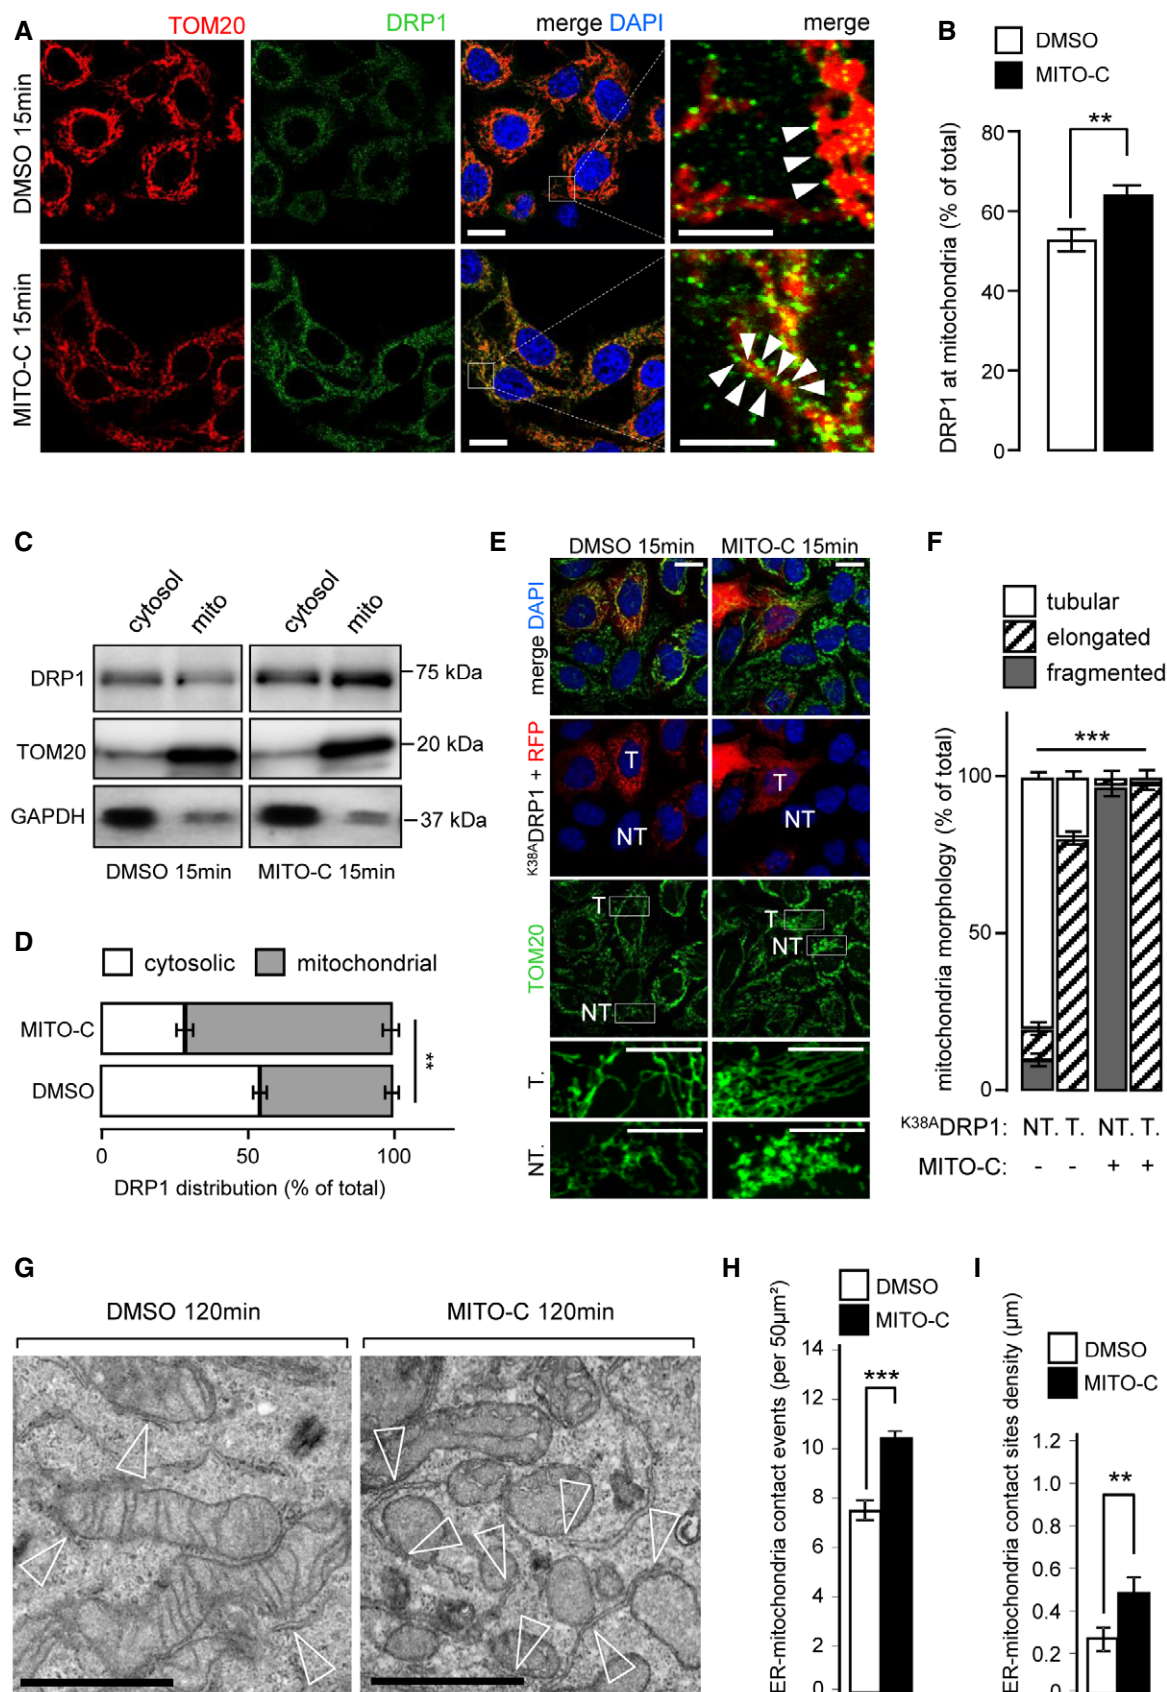 A
TOM20
DRP1
merge DAPI
merge
DMSO 15min
MITO-C 15min
B
DMSO
MITO-C
DRP1 at mitochondria (% of total)
80
60
40
20
0
**
C
cytosol
mito
cytosol
mito
DRP1
75 kDa
TOM20
20 kDa
GAPDH
37 kDa
DMSO 15min
MITO-C 15min
D
cytosolic
mitochondrial
MITO-C
DMSO
**
0
50
100
DRP1 distribution (% of total)
E
DMSO 15min
MITO-C 15min
merge DAPI
K38ADRP1 + RFP
T
NT
T
NT
TOM20
T
NT
T
NT
T.
NT.
F
tubular
elongated
fragmented
***
mitochondria morphology (% of total)
100
50
0
K38ADRP1: NT. T. NT. T.
MITO-C: - - + +
G
DMSO 120min
MITO-C 120min
H
DMSO
MITO-C
ER-mitochondria contact events (per 50µm²)
14
12
10
8
6
4
2
0
***
I
DMSO
MITO-C
ER-mitochondria contact sites density (µm)
1.2
1.0
0.8
0.6
0.4
0.2
0
**